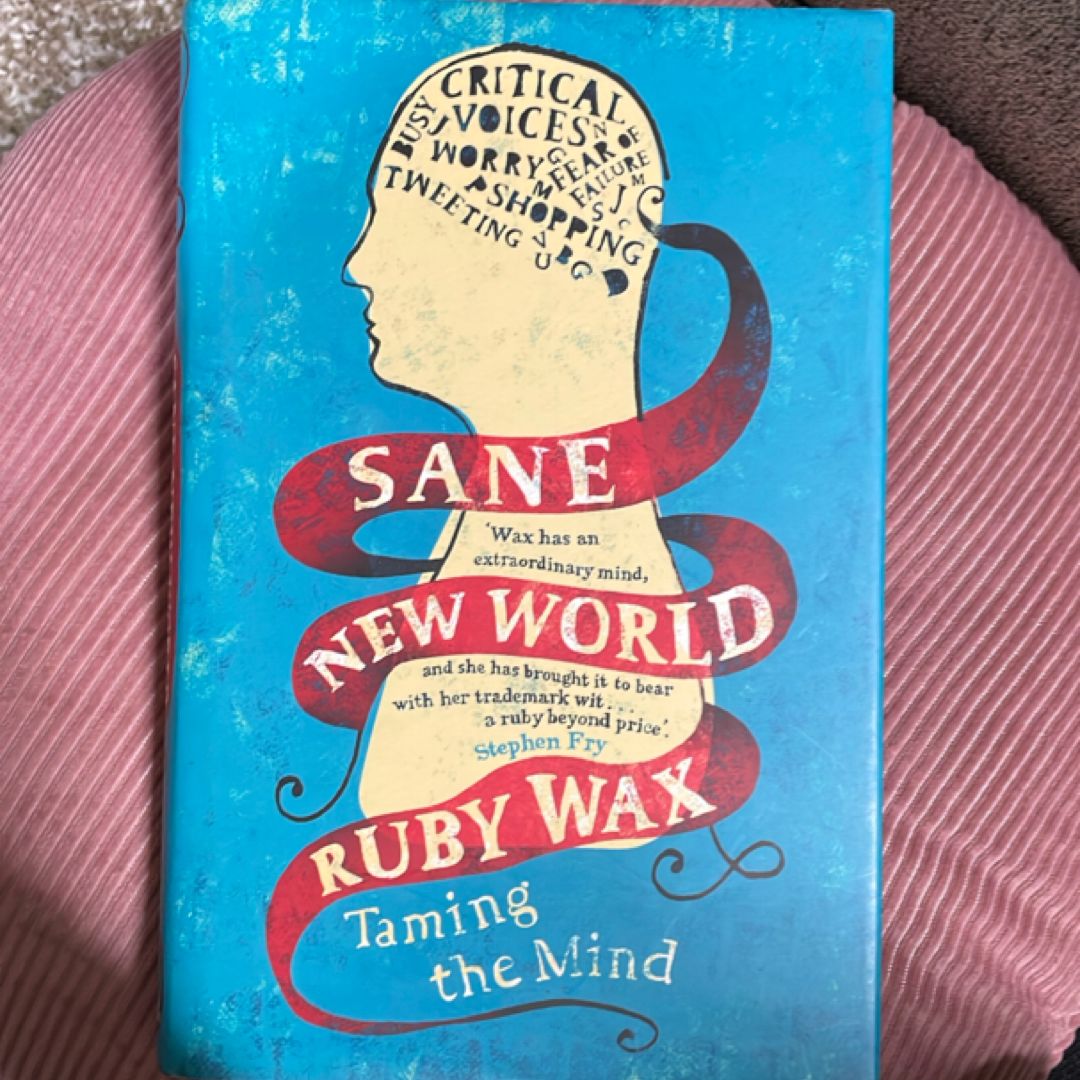 CRITICAL
BUSY
VOICES
WORRY
FEAR OF
FAILURE
SHOPPING
TWEETING
SANE
'Wax has an
extraordinary mind,
NEW WORLD
and she has brought it to bear
with her trademark wit...
a ruby beyond price'.
Stephen Fry
RUBY WAX
Taming
the Mind